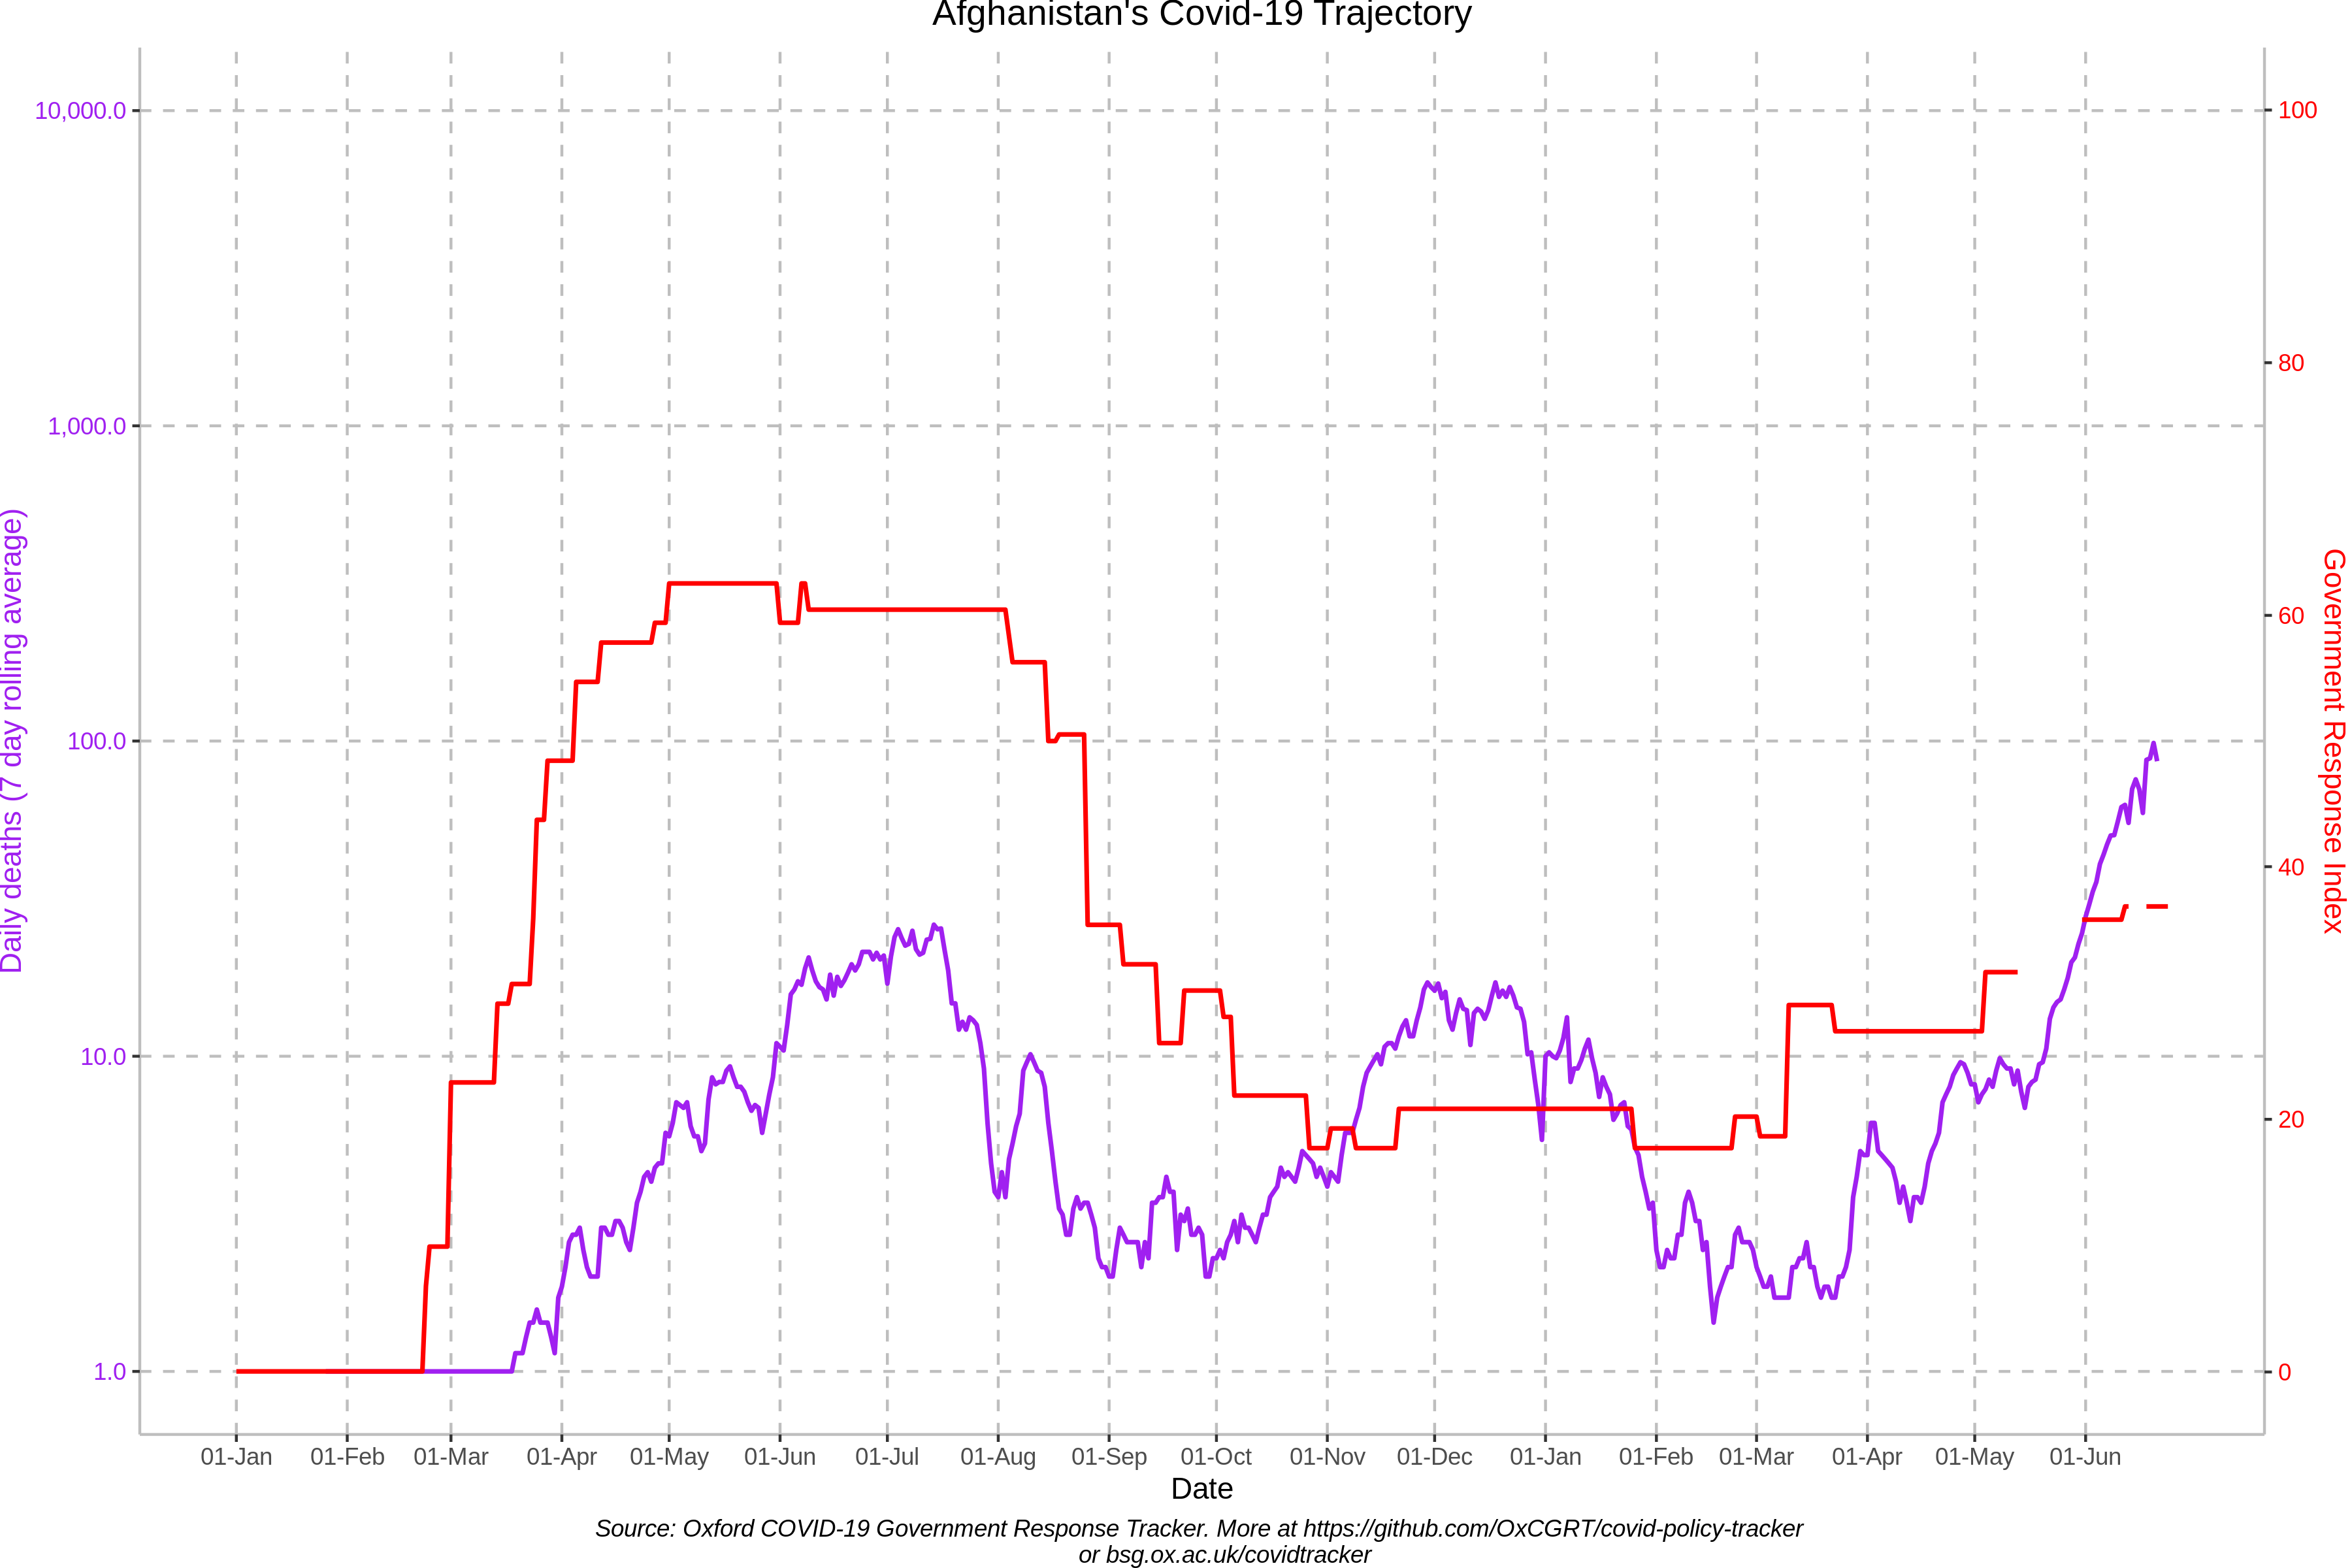 Afghanistan's Covid-19 Trajectory
Daily deaths (7 day rolling average)
10,000.0
1,000.0
100.0
10.0
1.0
Government Response Index
100
80
60
40
20
0
01-Jan 01-Feb 01-Mar 01-Apr 01-May 01-Jun 01-Jul 01-Aug 01-Sep 01-Oct 01-Nov 01-Dec 01-Jan 01-Feb 01-Mar 01-Apr 01-May 01-Jun
Date
Source: Oxford COVID-19 Government Response Tracker. More at https://github.com/OxCGRT/covid-policy-tracker
or bsg.ox.ac.uk/covidtracker